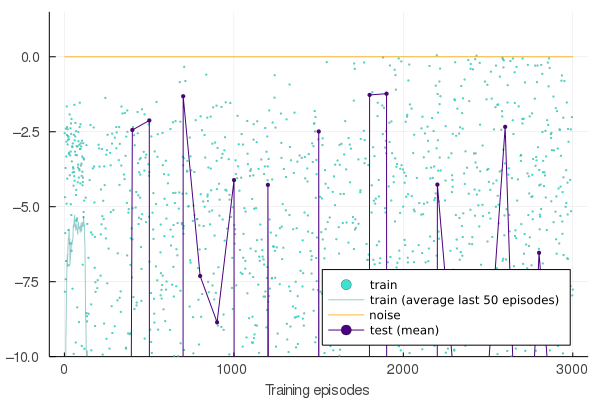 0.0
−2.5
−5.0
−7.5
−10.0
train
train (average last 50 episodes)
noise
test (mean)
0 1000 2000 3000
Training episodes